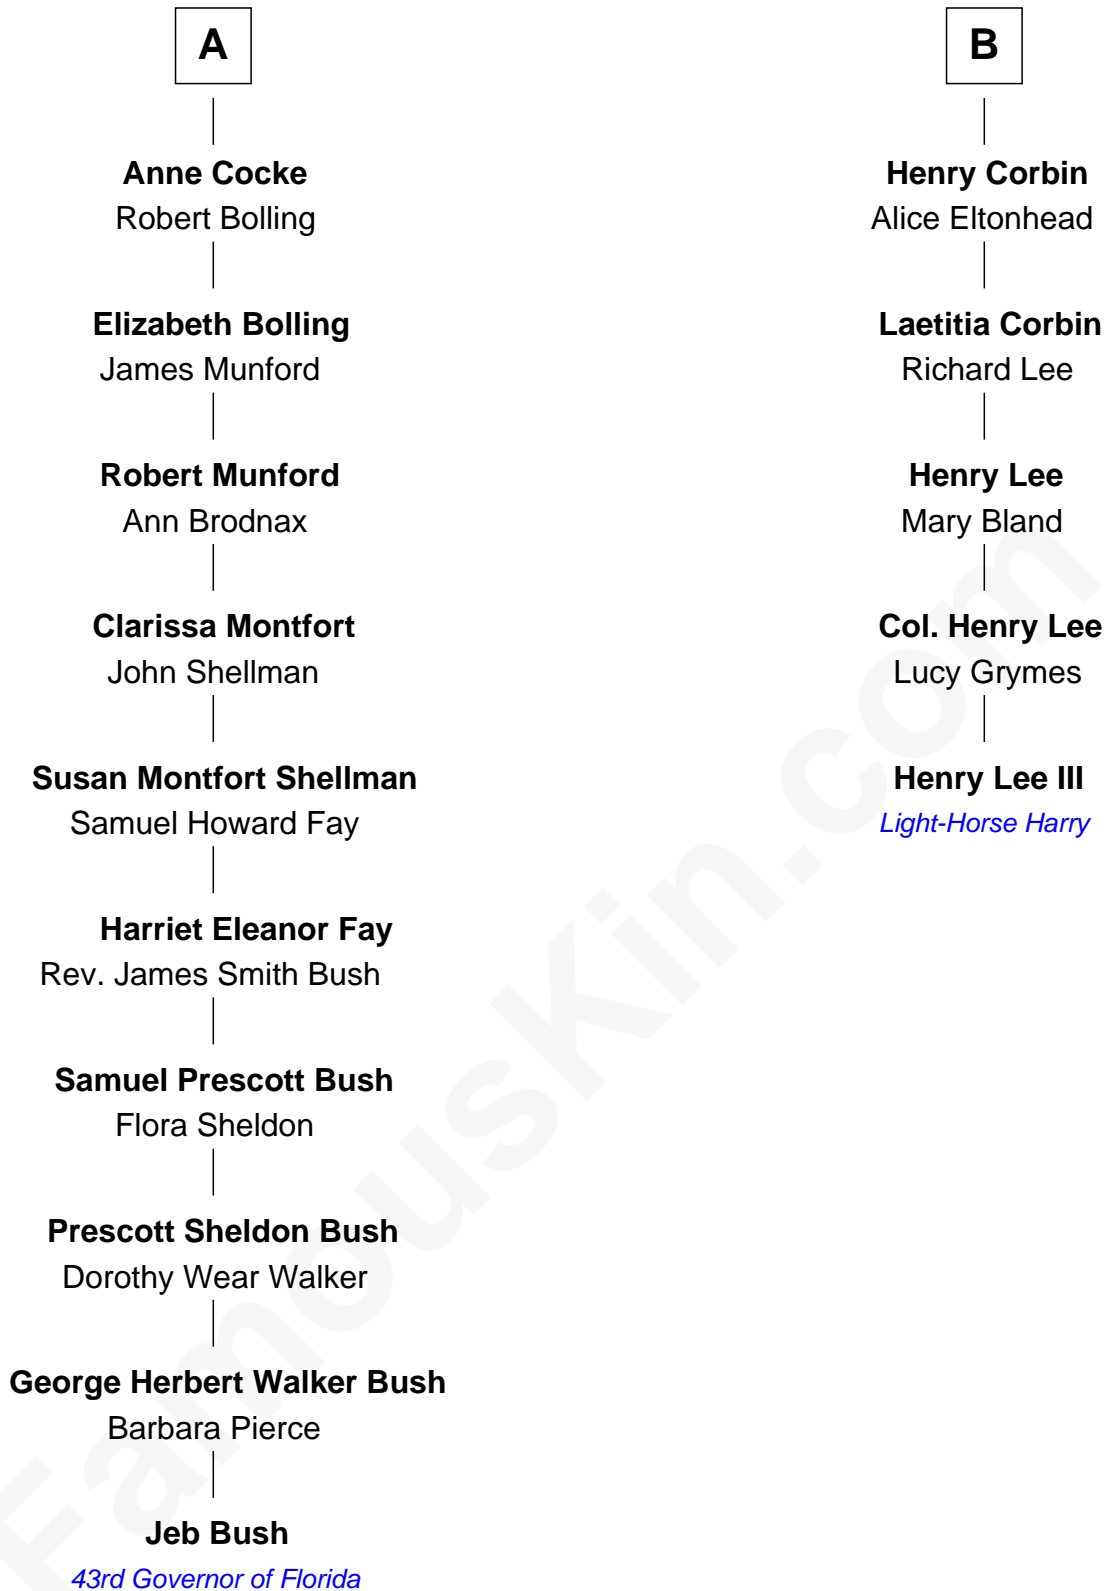 A
Anne Cocke
Robert Bolling
Elizabeth Bolling
James Munford
Robert Munford
Ann Brodnax
Clarissa Montfort
John Shellman
Susan Montfort Shellman
Samuel Howard Fay
Harriet Eleanor Fay
Rev. James Smith Bush
Samuel Prescott Bush
Flora Sheldon
Prescott Sheldon Bush
Dorothy Wear Walker
George Herbert Walker Bush
Barbara Pierce
Jeb Bush
43rd Governor of Florida
B
Henry Corbin
Alice Eltonhead
Laetitia Corbin
Richard Lee
Henry Lee
Mary Bland
Col. Henry Lee
Lucy Grymes
Henry Lee III
Light-Horse Harry
FamousKin.com